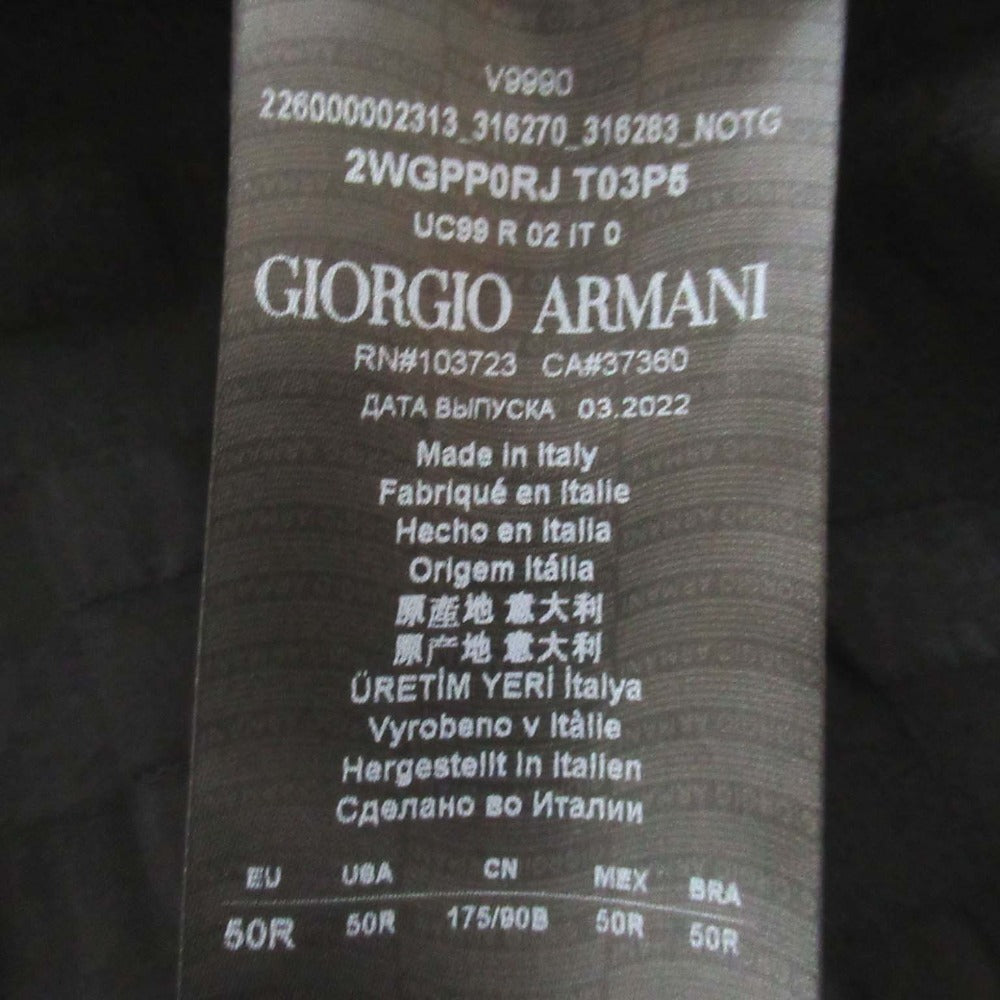 V9990
226000002313_316270_316283_NOTG
2WGPP0RJ T03P5
UC99 R 02 IT 0
GIORGIO ARMANI
RN#103723 CA#37360
ДАТА ВЫПУСКА 03.2022
Made in Italy
Fabriqué en Italie
Hecho en Italia
Origem Itália
原產地 意大利
原产地 意大利
ÜRETİM YERİ İtalya
Vyrobeno v Itàlie
Hergestellt in Italien
Сделано во Италии
EU USA CN MEX BRA
50R 50R 175/90B 50R 50R